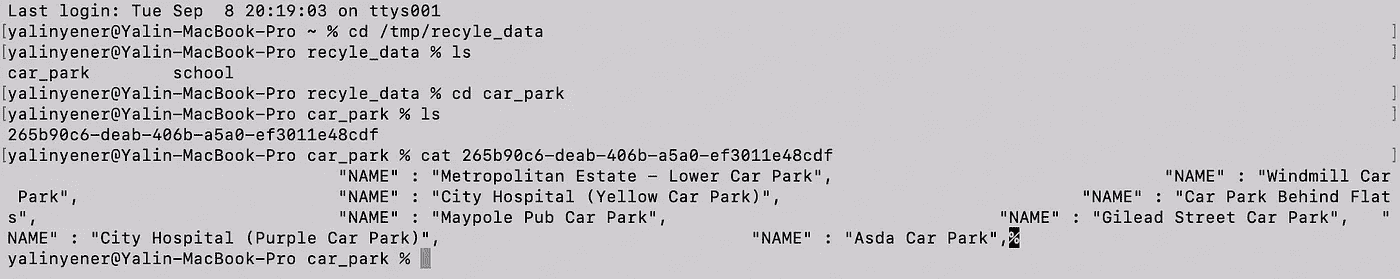 Last login: Tue Sep  8 20:19:03 on ttys001
[yalinyener@Yalin-MacBook-Pro ~ % cd /tmp/recyle_data ]
[yalinyener@Yalin-MacBook-Pro recyle_data % ls ]
car_park        school
[yalinyener@Yalin-MacBook-Pro recyle_data % cd car_park ]
[yalinyener@Yalin-MacBook-Pro car_park % ls ]
265b90c6-deab-406b-a5a0-ef3011e48cdf
[yalinyener@Yalin-MacBook-Pro car_park % cat 265b90c6-deab-406b-a5a0-ef3011e48cdf ]
"NAME" : "Metropolitan Estate – Lower Car Park", "NAME" : "Windmill Car
Park", "NAME" : "City Hospital (Yellow Car Park)", "NAME" : "Car Park Behind Flat
s", "NAME" : "Maypole Pub Car Park", "NAME" : "Gilead Street Car Park", "
NAME" : "City Hospital (Purple Car Park)", "NAME" : "Asda Car Park",%
yalinyener@Yalin-MacBook-Pro car_park %